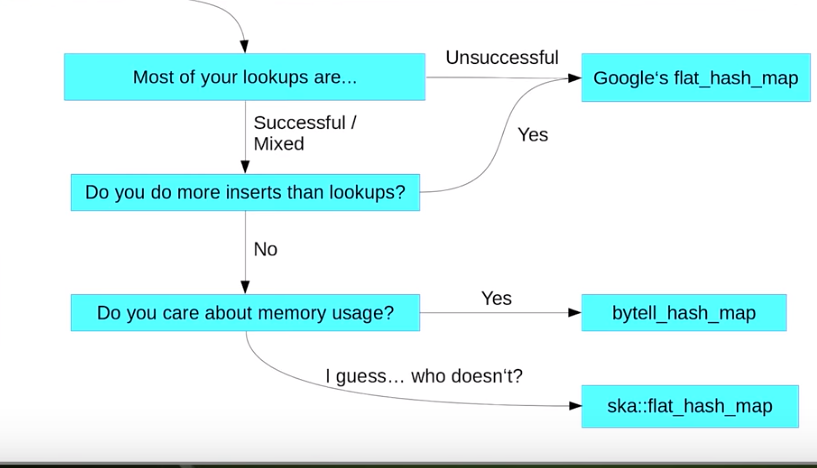 Most of your lookups are...
Unsuccessful
Google‘s flat_hash_map
Successful /
Mixed
Yes
Do you do more inserts than lookups?
No
Do you care about memory usage?
Yes
bytell_hash_map
I guess… who doesn‘t?
ska::flat_hash_map